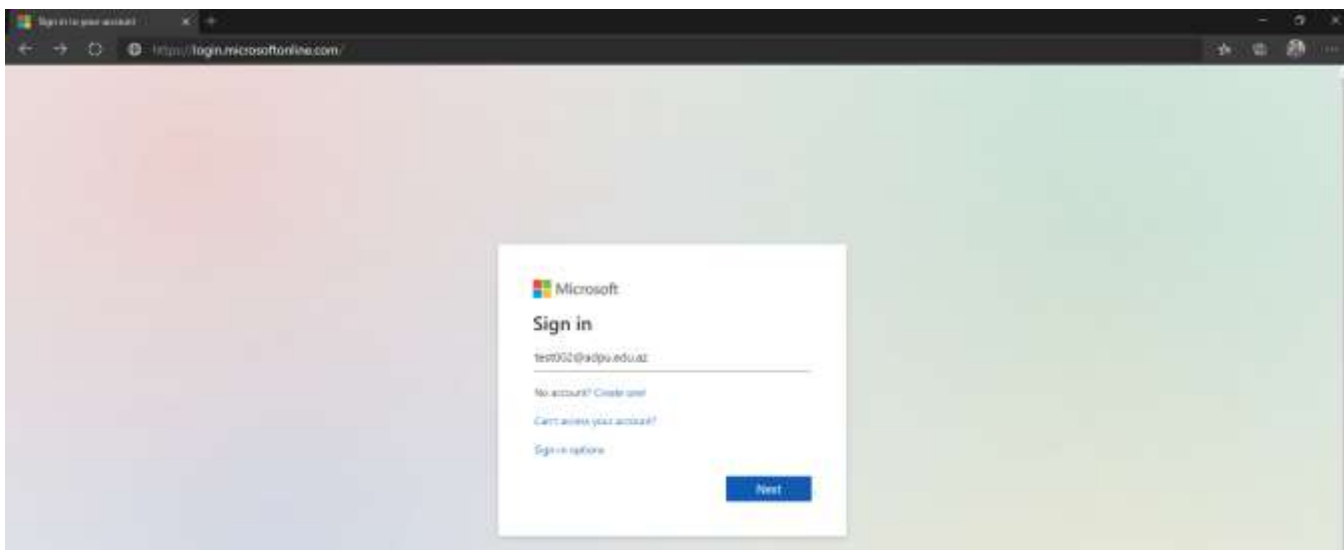 Sign in to your account
https://login.microsoftonline.com/
Microsoft
Sign in
test002@adpu.edu.az
No account? Create one!
Can't access your account?
Sign-in options
Next